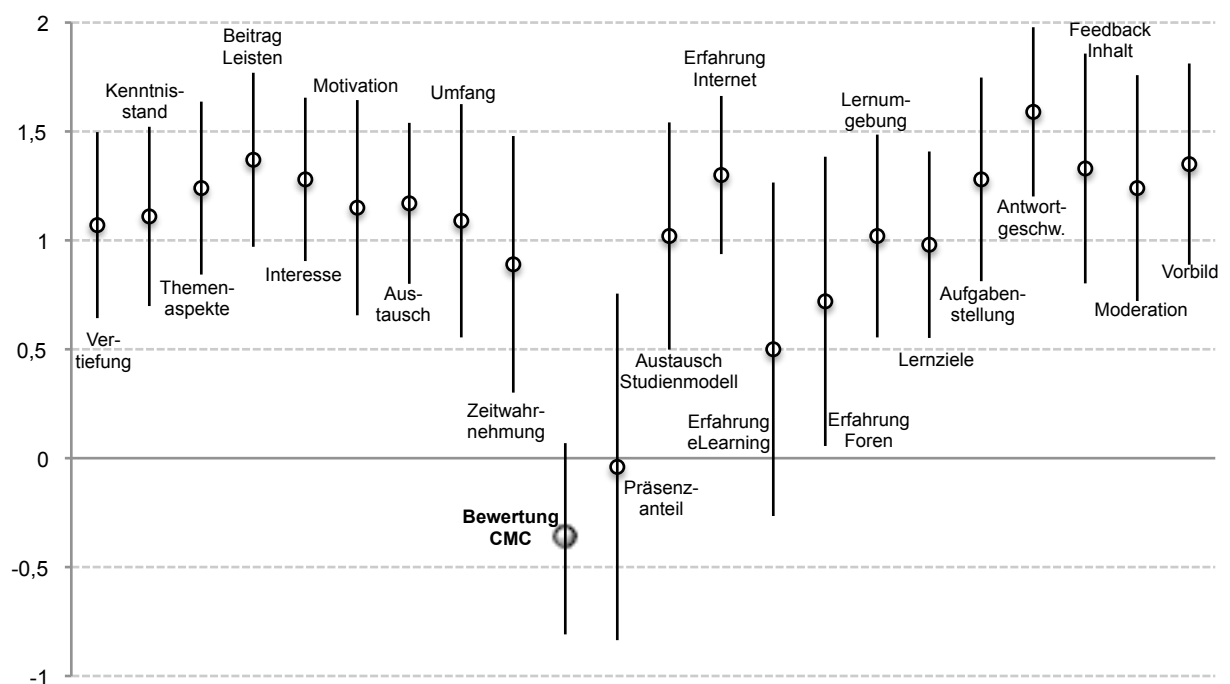 2
1,5
1
0,5
0
-0,5
-1
Ver-
tiefung
Kenntnis-
stand
Themen-
aspekte
Beitrag
Leisten
Interesse
Motivation
Aus-
tausch
Umfang
Zeitwahr-
nehmung
Bewertung
CMC
Präsenz-
anteil
Austausch
Studienmodell
Erfahrung
Internet
Erfahrung
eLearning
Erfahrung
Foren
Lernum-
gebung
Lernziele
Aufgaben-
stellung
Antwort-
geschw.
Feedback
Inhalt
Moderation
Vorbild